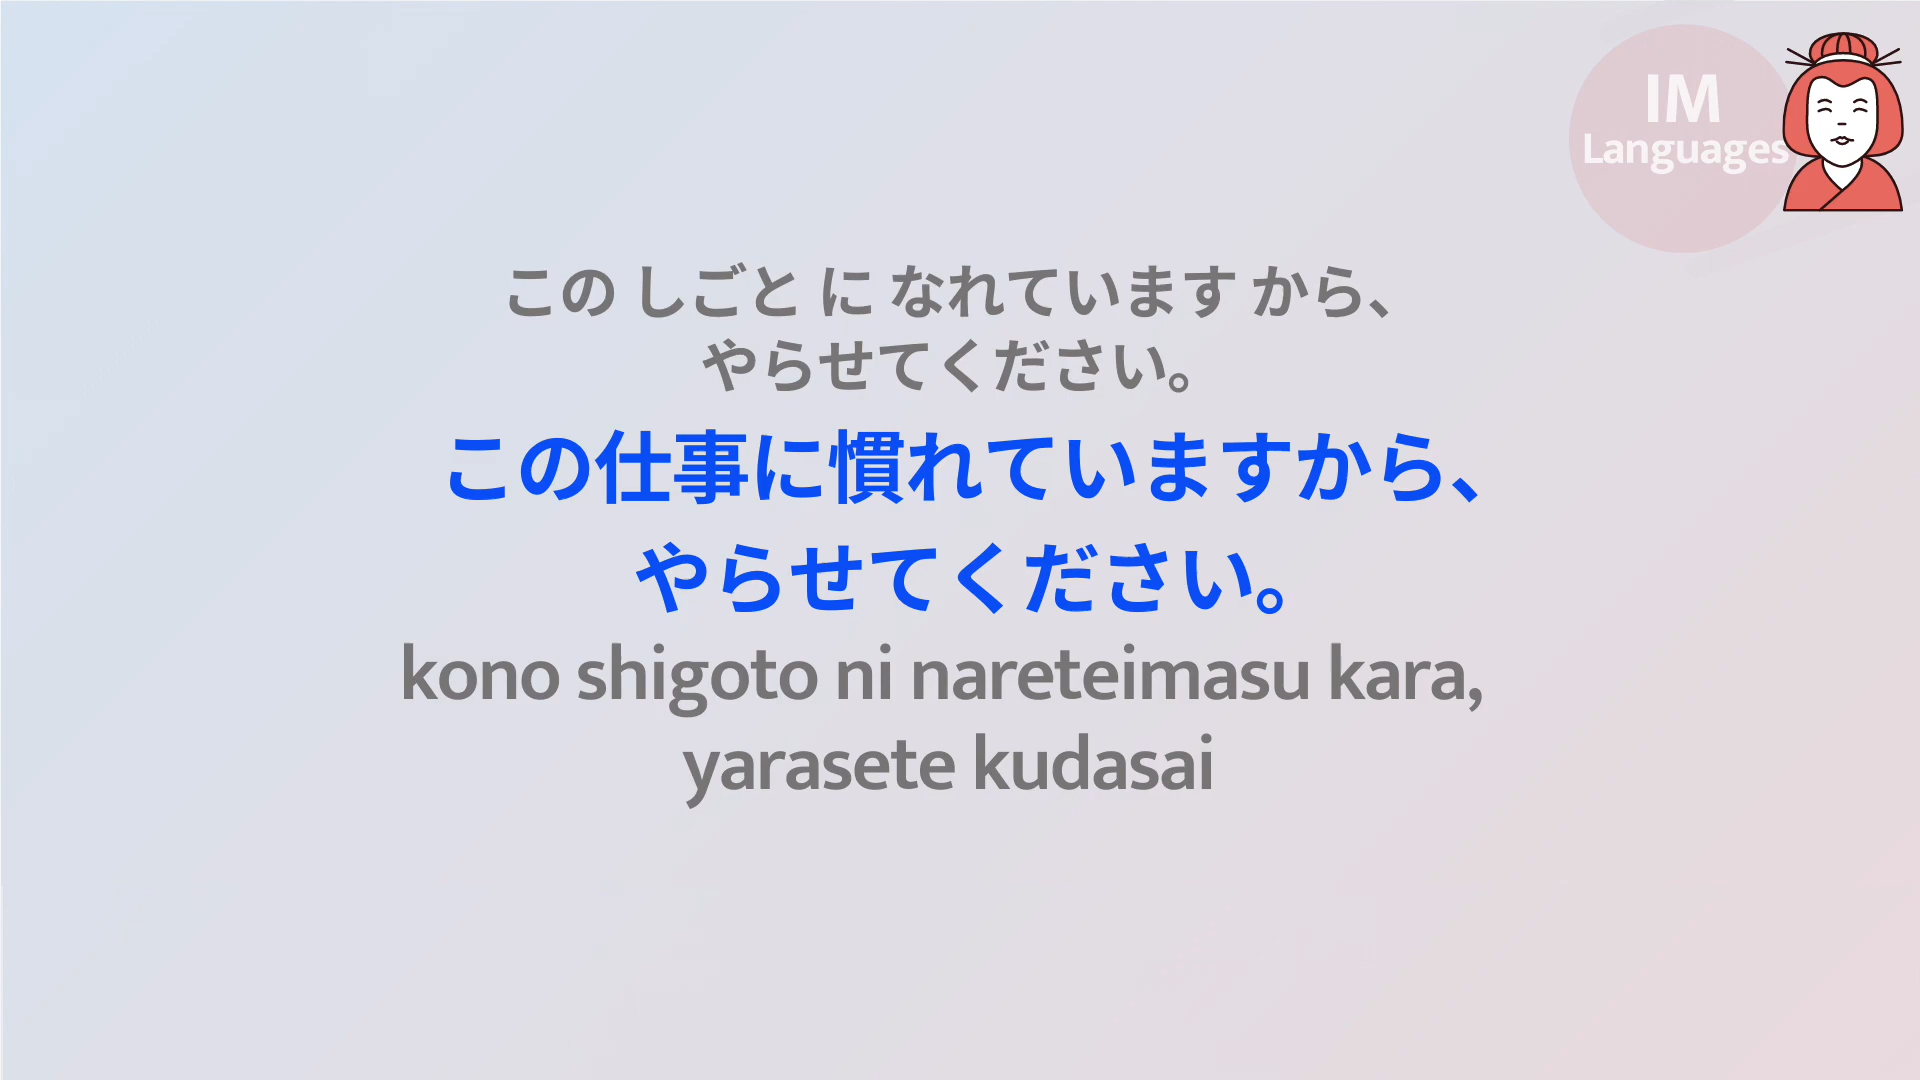 IM
Languages
この しごと に なれています から、
やらせてください。
この仕事に慣れていますから、
やらせてください。
kono shigoto ni nareteimasu kara,
yarasete kudasai